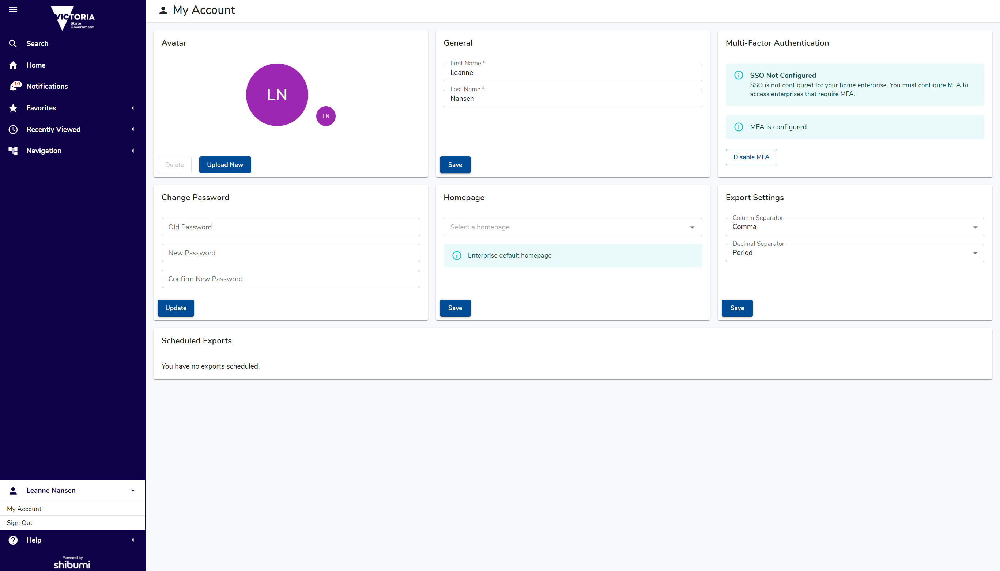 VICTORIA
State
Government
Search
Home
10
Notifications
Favorites
Recently Viewed
Navigation
Leanne Nansen
My Account
Sign Out
Help
Powered by
shibumi
My Account
Avatar
LN
LN
Delete
Upload New
General
First Name *
Leanne
Last Name *
Nansen
Save
Multi-Factor Authentication
SSO Not Configured
SSO is not configured for your home enterprise. You must configure MFA to
access enterprises that require MFA.
MFA is configured.
Disable MFA
Change Password
Old Password
New Password
Confirm New Password
Update
Homepage
Select a homepage
Enterprise default homepage
Save
Export Settings
Column Separator
Comma
Decimal Separator
Period
Save
Scheduled Exports
You have no exports scheduled.